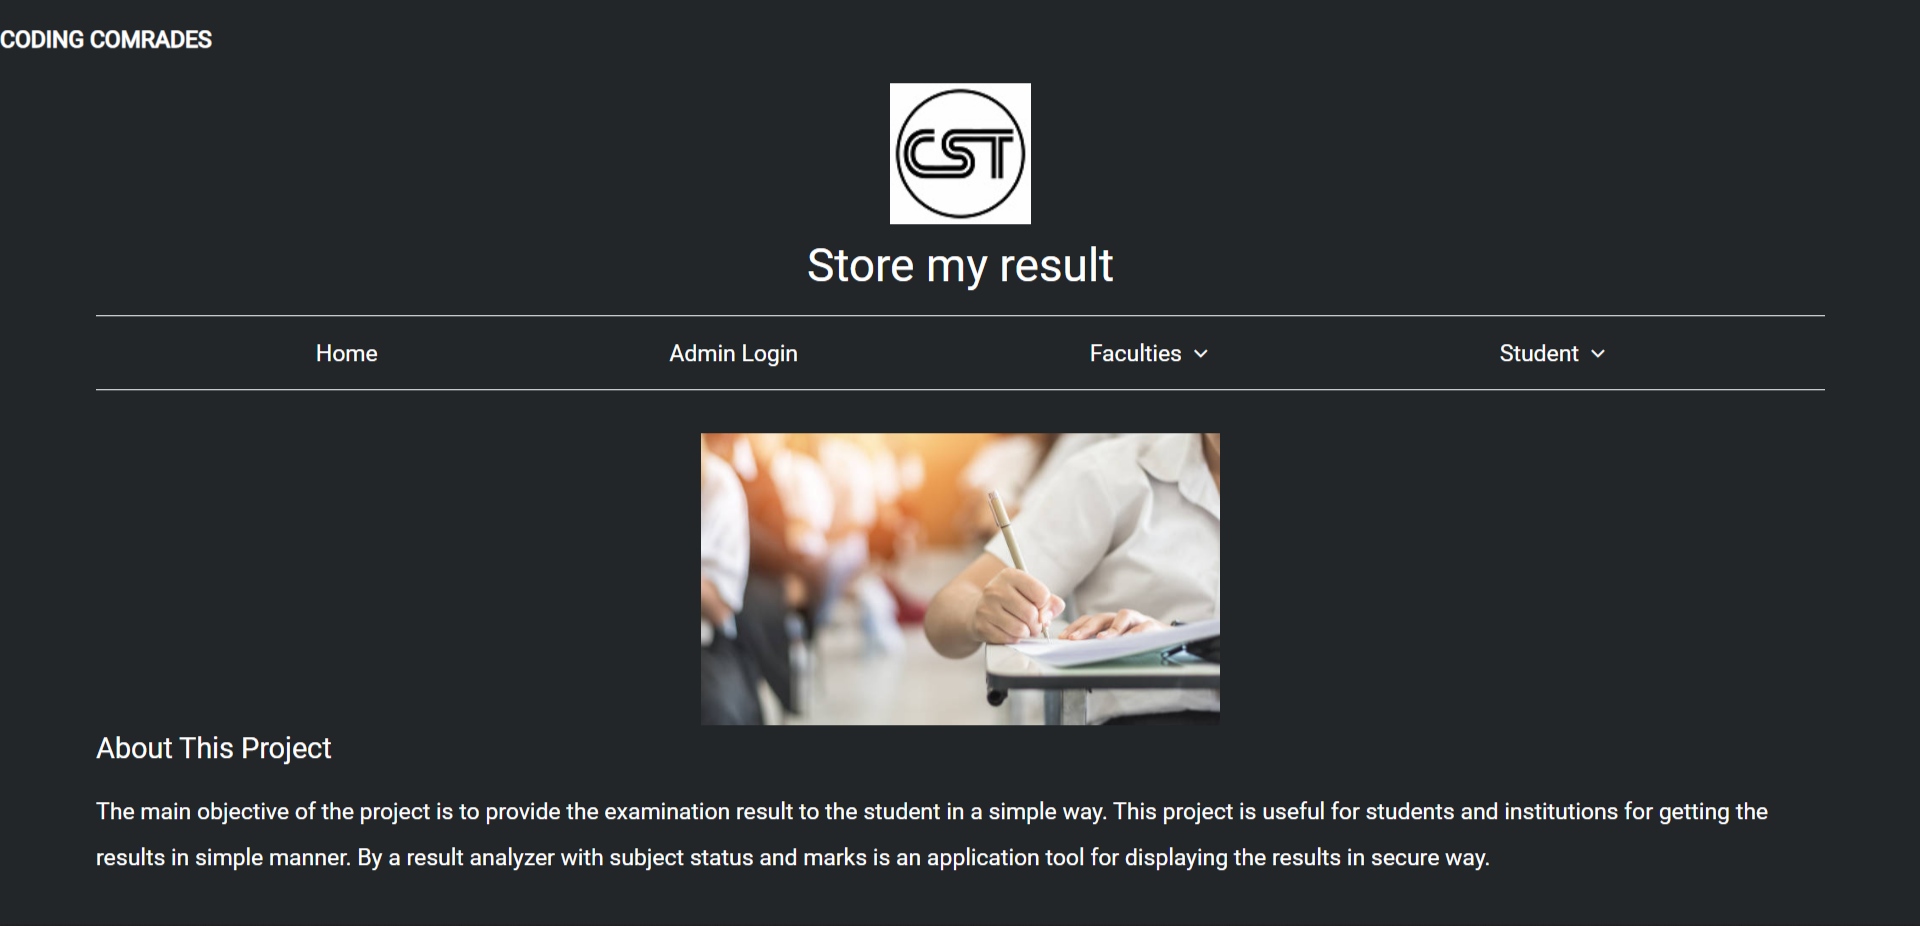 CODING COMRADES
CST
Store my result
Home Admin Login Faculties Student
About This Project
The main objective of the project is to provide the examination result to the student in a simple way. This project is useful for students and institutions for getting the
results in simple manner. By a result analyzer with subject status and marks is an application tool for displaying the results in secure way.